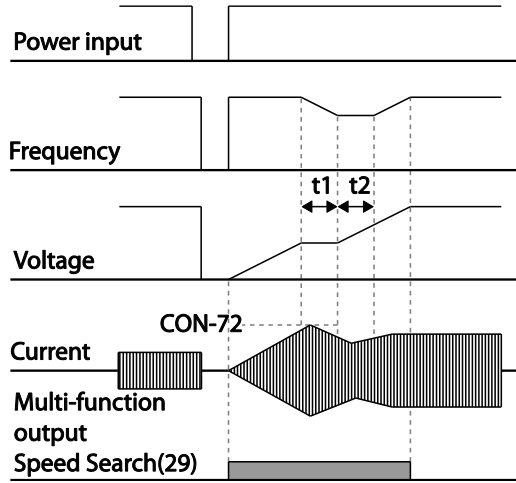 Power input
Frequency
t1 t2
Voltage
CON-72
Current
Multi-function
output
Speed Search(29)